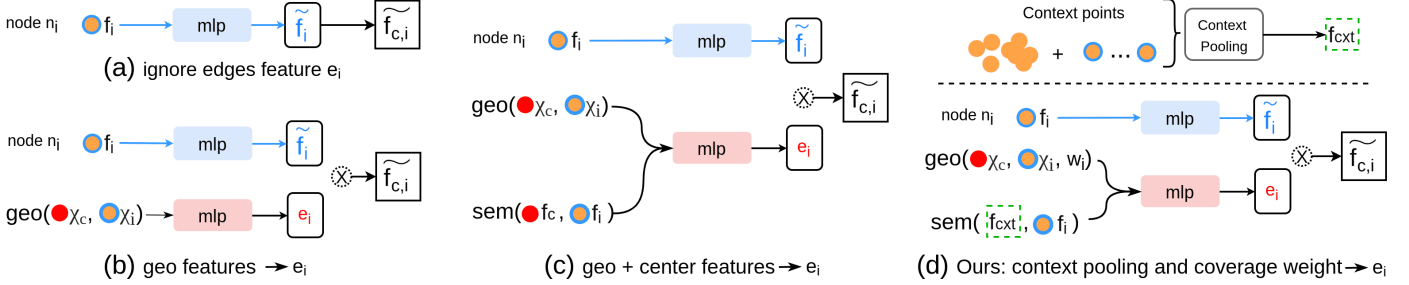 node nᵢ fᵢ mlp f̃ᵢ f̃c,i
(a) ignore edges feature eᵢ
node nᵢ fᵢ mlp f̃ᵢ
⊗ f̃c,i
geo( χc, χᵢ) mlp eᵢ
(b) geo features → eᵢ
node nᵢ fᵢ mlp f̃ᵢ
geo( χc, χᵢ)
⊗ f̃c,i
mlp eᵢ
sem( fc, fᵢ )
(c) geo + center features → eᵢ
Context points
+ ...
Context
Pooling
fcxt
node nᵢ fᵢ mlp f̃ᵢ
geo( χc, χᵢ, wᵢ)
⊗ f̃c,i
mlp eᵢ
sem( fcxt , fᵢ )
(d) Ours: context pooling and coverage weight → eᵢ